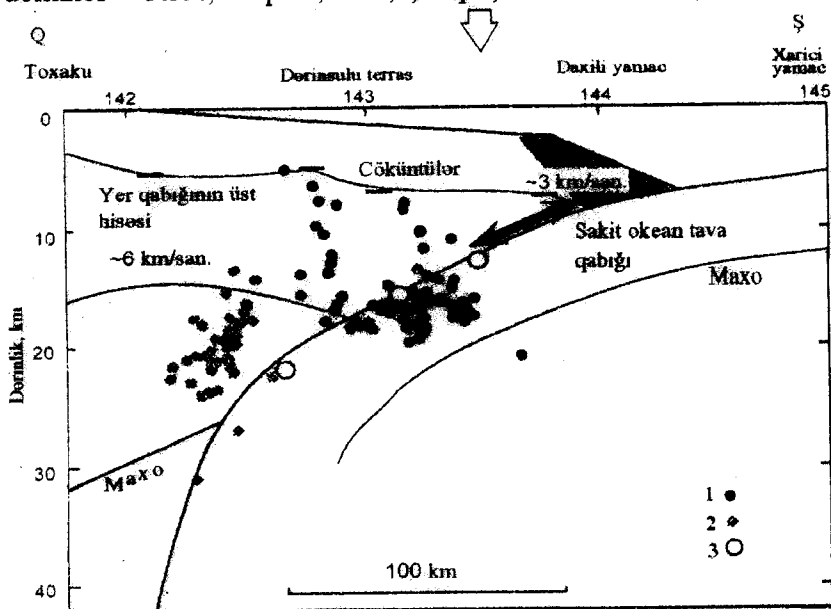 Q
Ş
Toxaku
Dərinsulu terras
Daxili yamac
Xarici
yamac
142
143
144
145
0
Çöküntülər
Yer qabığının üst
hisəsi
~6 km/san.
~3 km/san.
Sakit okean tava
qabığı
Maxo
10
20
30
40
Dərinlik, km
Maxo
1
2
3
100 km